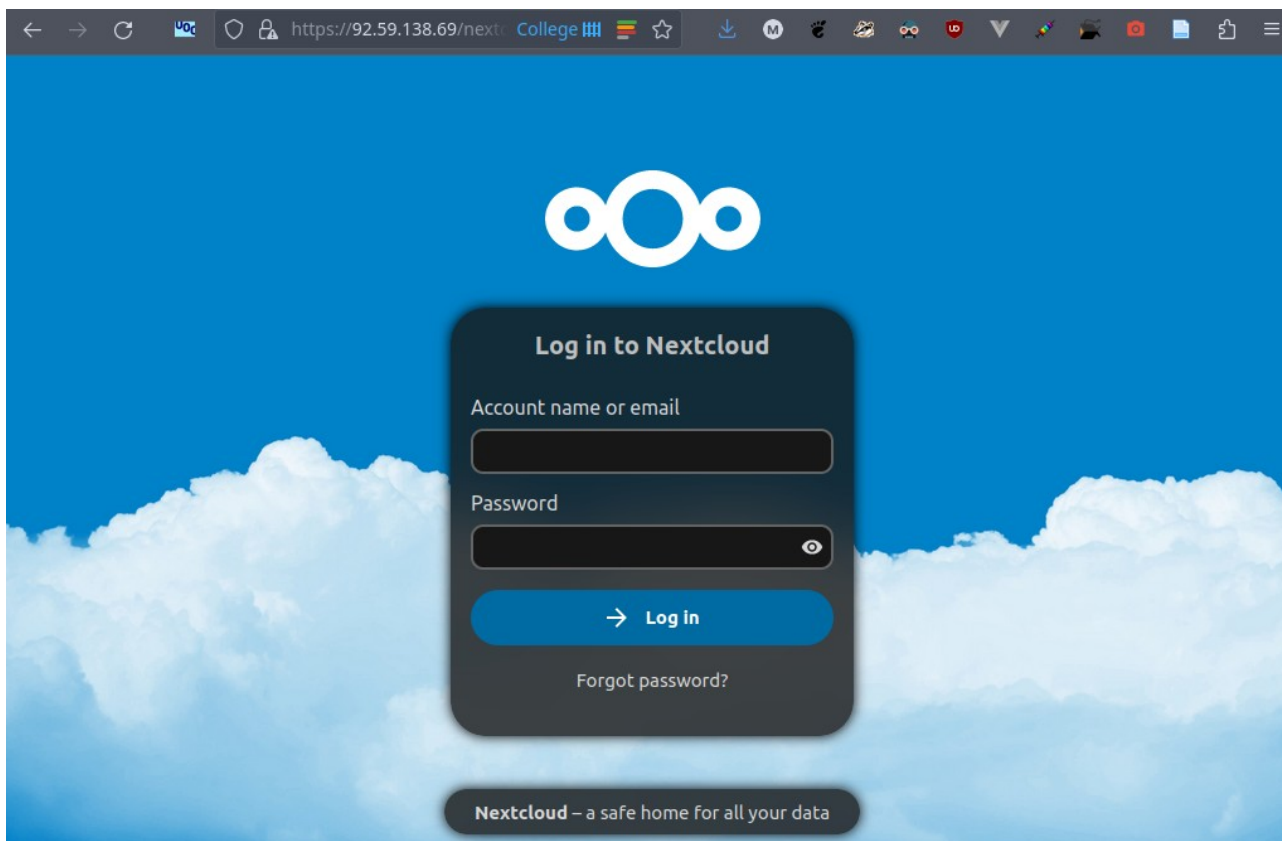 https://92.59.138.69/nextc College
Log in to Nextcloud
Account name or email
Password
Log in
Forgot password?
Nextcloud – a safe home for all your data